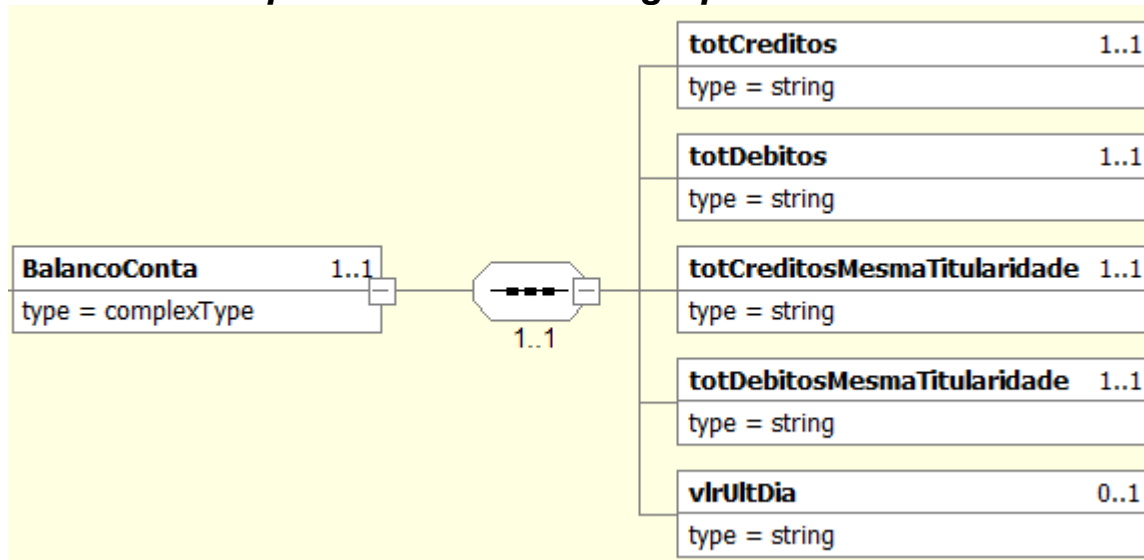 BalancoConta 1..1
type = complexType
1..1
totCreditos 1..1
type = string
totDebitos 1..1
type = string
totCreditosMesmaTitularidade 1..1
type = string
totDebitosMesmaTitularidade 1..1
type = string
vlrUltDia 0..1
type = string